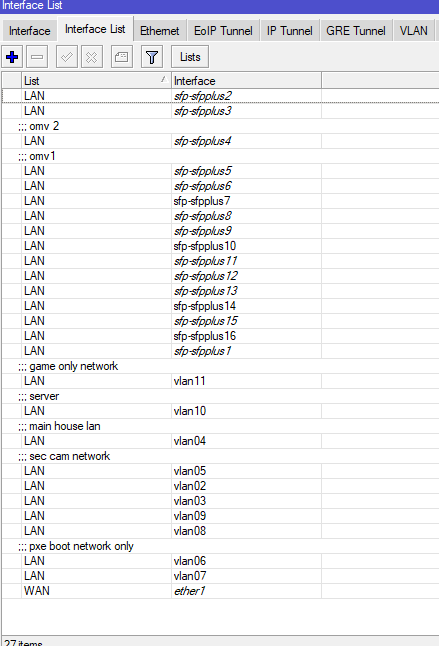 Interface List
Interface Interface List Ethernet EoIP Tunnel IP Tunnel GRE Tunnel VLAN
Lists
List / Interface
LAN sfp-sfpplus2
LAN sfp-sfpplus3
;;; omv 2
LAN sfp-sfpplus4
;;; omv1
LAN sfp-sfpplus5
LAN sfp-sfpplus6
LAN sfp-sfpplus7
LAN sfp-sfpplus8
LAN sfp-sfpplus9
LAN sfp-sfpplus10
LAN sfp-sfpplus11
LAN sfp-sfpplus12
LAN sfp-sfpplus13
LAN sfp-sfpplus14
LAN sfp-sfpplus15
LAN sfp-sfpplus16
LAN sfp-sfpplus1
;;; game only network
LAN vlan11
;;; server
LAN vlan10
;;; main house lan
LAN vlan04
;;; sec cam network
LAN vlan05
LAN vlan02
LAN vlan03
LAN vlan09
LAN vlan08
;;; pxe boot network only
LAN vlan06
LAN vlan07
WAN ether1
27 items